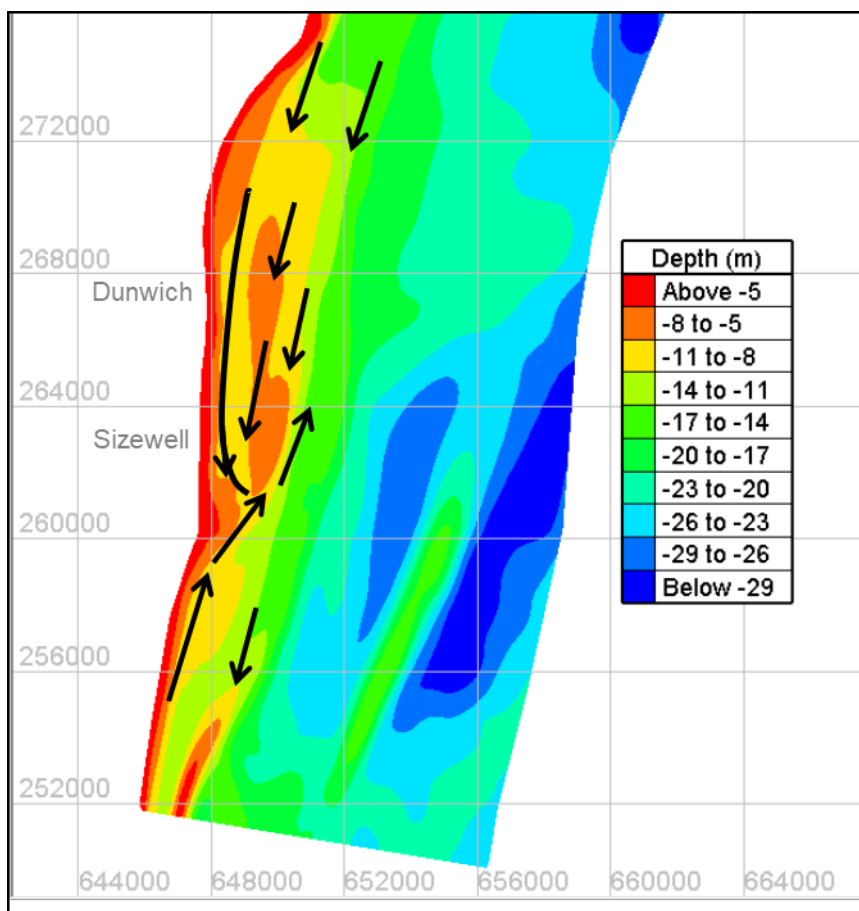 272000
268000
Dunwich
264000
Sizewell
260000
256000
252000
644000 648000 652000 656000 660000 664000
Depth (m)
Above -5
-8 to -5
-11 to -8
-14 to -11
-17 to -14
-20 to -17
-23 to -20
-26 to -23
-29 to -26
Below -29